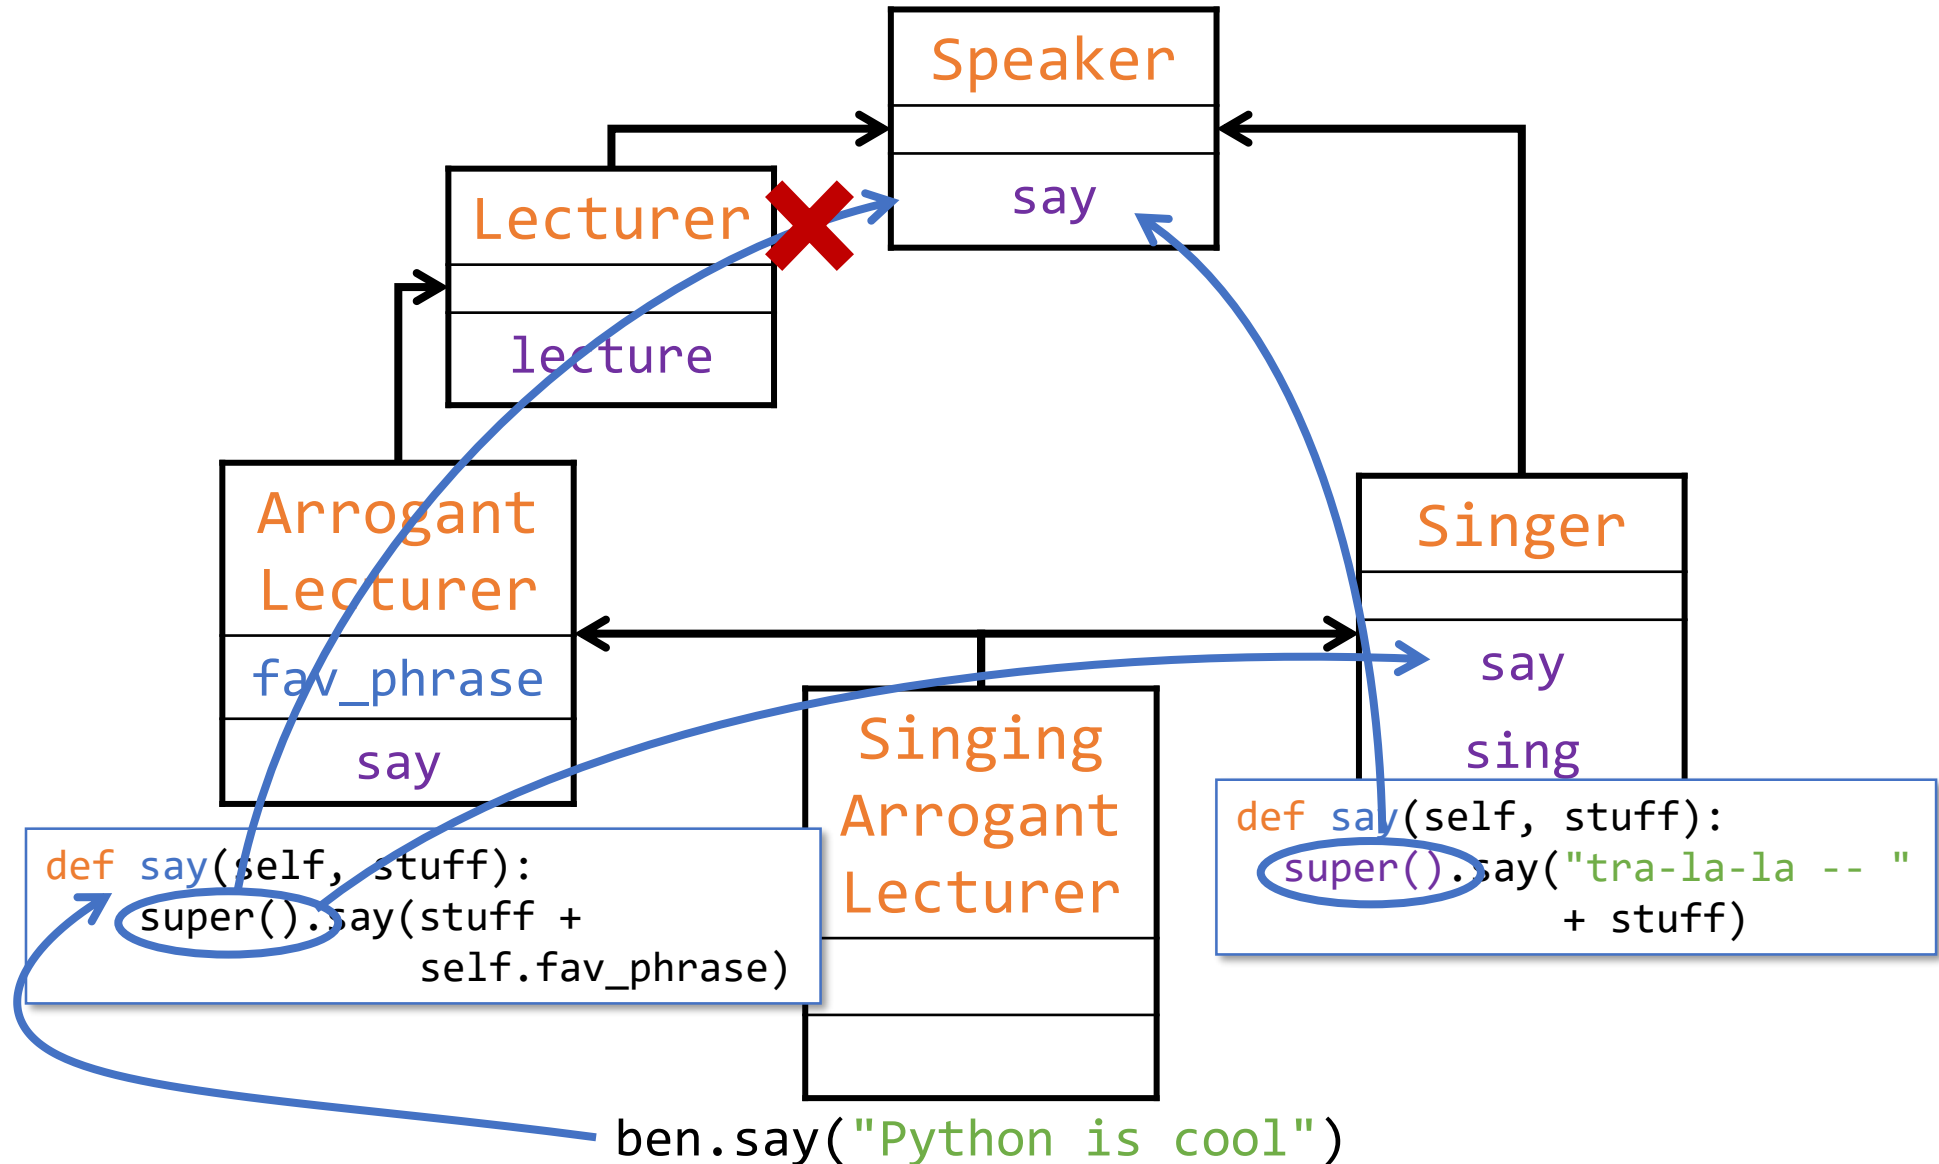 Speaker
say
Lecturer
lecture
Arrogant
Lecturer
fav_phrase
say
Singer
say
sing
Singing
Arrogant
Lecturer
def say(self, stuff):
super().say(stuff +
self.fav_phrase)
def say(self, stuff):
super().say("tra-la-la -- "
+ stuff)
ben.say("Python is cool")